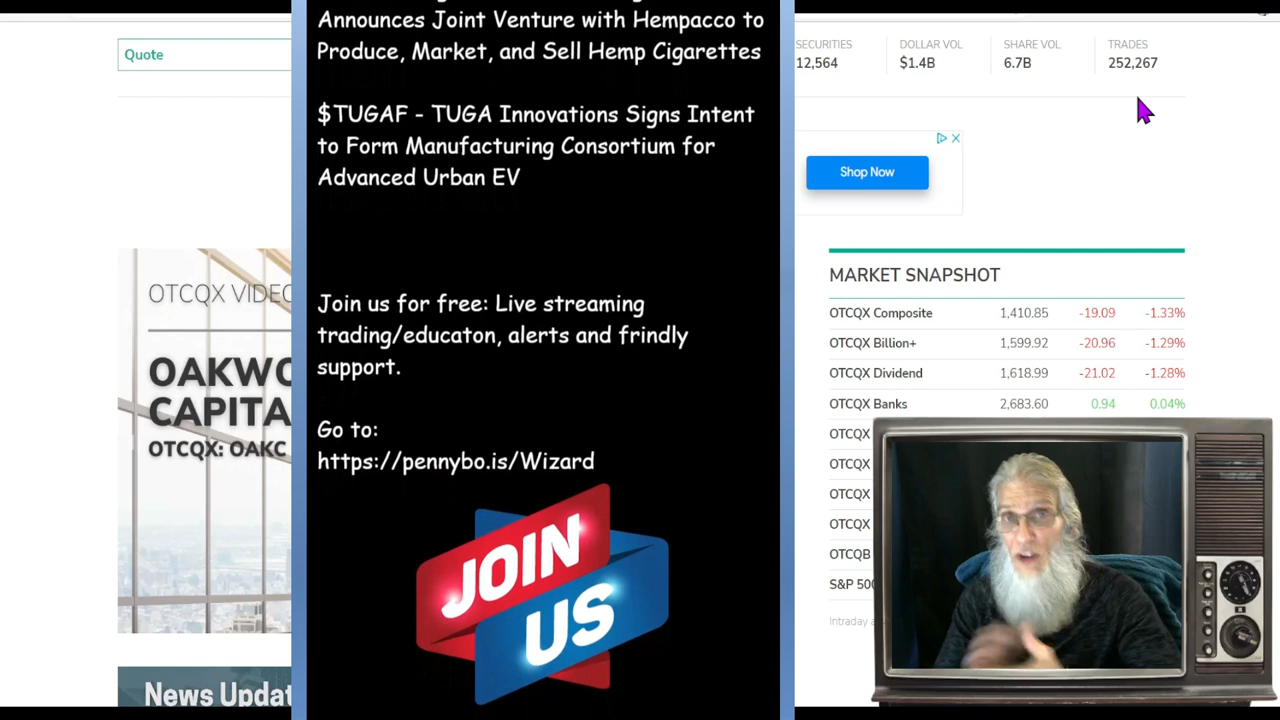 Quote
Announces Joint Venture with Hempacco to
Produce, Market, and Sell Hemp Cigarettes
$TUGAF - TUGA Innovations Signs Intent
to Form Manufacturing Consortium for
Advanced Urban EV
Join us for free: Live streaming
trading/educaton, alerts and frindly
support.
Go to:
https://pennybo.is/Wizard
JOIN
US
SECURITIES DOLLAR VOL SHARE VOL TRADES
12,564 $1.4B 6.7B 252,267
Shop Now
OTCQX VIDEO
OAKWO
CAPITA
OTCQX: OAKC
News Updat
MARKET SNAPSHOT
OTCQX Composite 1,410.85 -19.09 -1.33%
OTCQX Billion+ 1,599.92 -20.96 -1.29%
OTCQX Dividend 1,618.99 -21.02 -1.28%
OTCQX Banks 2,683.60 0.94 0.04%
OTCQX
OTCQX
OTCQX
OTCQX
OTCQB
S&P 500
Intraday